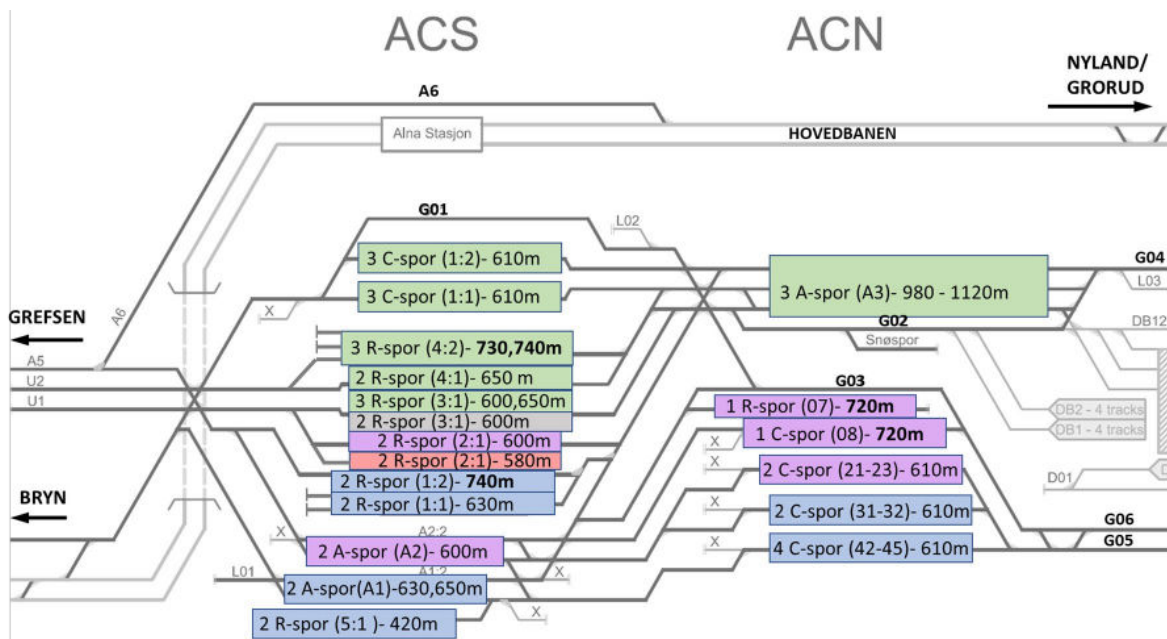 ACS
ACN
NYLAND/
GRORUD
A6
Alna Stasjon
HOVEDBANEN
G01
L02
3 C-spor (1:2)- 610m
G04
3 A-spor (A3)- 980 - 1120m
L03
3 C-spor (1:1)- 610m
X
A6
GREFSEN
G02
DB12
Snøspor
3 R-spor (4:2)- 730,740m
A5
2 R-spor (4:1)- 650 m
U2
G03
3 R-spor (3:1)- 600,650m
U1
1 R-spor (07)- 720m
DB2 - 4 tracks
2 R-spor (3:1)- 600m
1 C-spor (08)- 720m
DB1 - 4 tracks
2 R-spor (2:1)- 600m
X
2 R-spor (2:1)- 580m
X
2 C-spor (21-23)- 610m
D
D01
2 R-spor (1:2)- 740m
BRYN
2 R-spor (1:1)- 630m
X
2 C-spor (31-32)- 610m
G06
X
A2:2
G05
2 A-spor (A2)- 600m
X
4 C-spor (42-45)- 610m
L01
A1:2
X
2 A-spor(A1)-630,650m
X
2 R-spor (5:1 )- 420m